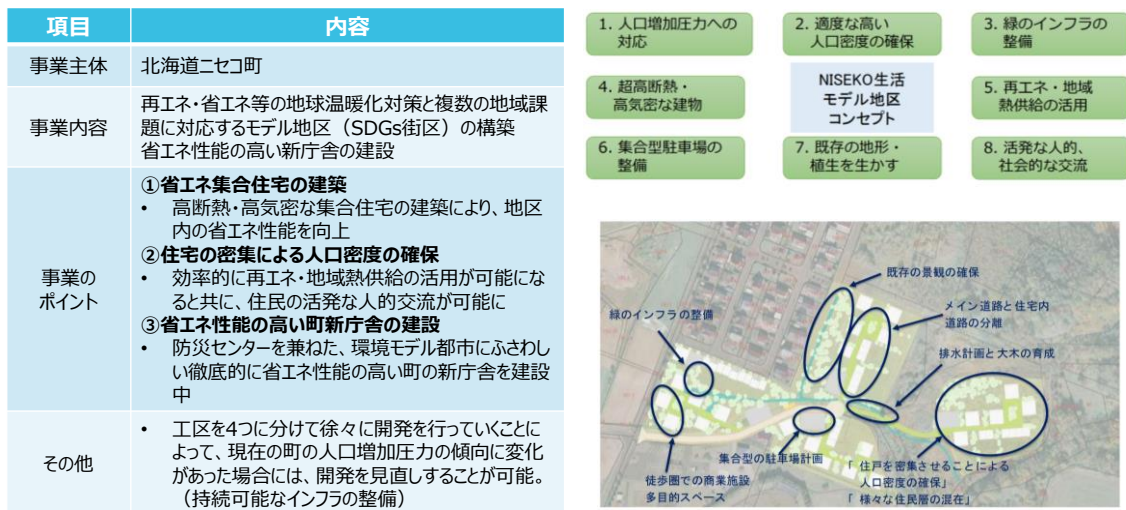 項目
内容
事業主体
北海道ニセコ町
事業内容
再エネ・省エネ等の地球温暖化対策と複数の地域課
題に対応するモデル地区（SDGs街区）の構築
省エネ性能の高い新庁舎の建設
事業の
ポイント
①省エネ集合住宅の建築
• 高断熱・高気密な集合住宅の建築により、地区
内の省エネ性能を向上
②住宅の密集による人口密度の確保
• 効率的に再エネ・地域熱供給の活用が可能にな
ると共に、住民の活発な人的交流が可能に
③省エネ性能の高い町新庁舎の建設
• 防災センターを兼ねた、環境モデル都市にふさわし
い徹底的に省エネ性能の高い町の新庁舎を建設
中
その他
• 工区を4つに分けて徐々に開発を行っていくことに
よって、現在の町の人口増加圧力の傾向に変化
があった場合には、開発を見直しすることが可能。
（持続可能なインフラの整備）
1. 人口増加圧力への
対応
2. 適度な高い
人口密度の確保
3. 緑のインフラの
整備
4. 超高断熱・
高気密な建物
NISEKO生活
モデル地区
コンセプト
5. 再エネ・地域
熱供給の活用
6. 集合型駐車場の
整備
7. 既存の地形・
植生を生かす
8. 活発な人的、
社会的な交流
既存の景観の確保
緑のインフラの整備
メイン道路と住宅内
道路の分離
排水計画と大木の育成
集合型の駐車場計画
徒歩圏での商業施設
多目的スペース
「 住戸を密集させることによる
人口密度の確保」
「 様々な住民層の混在」